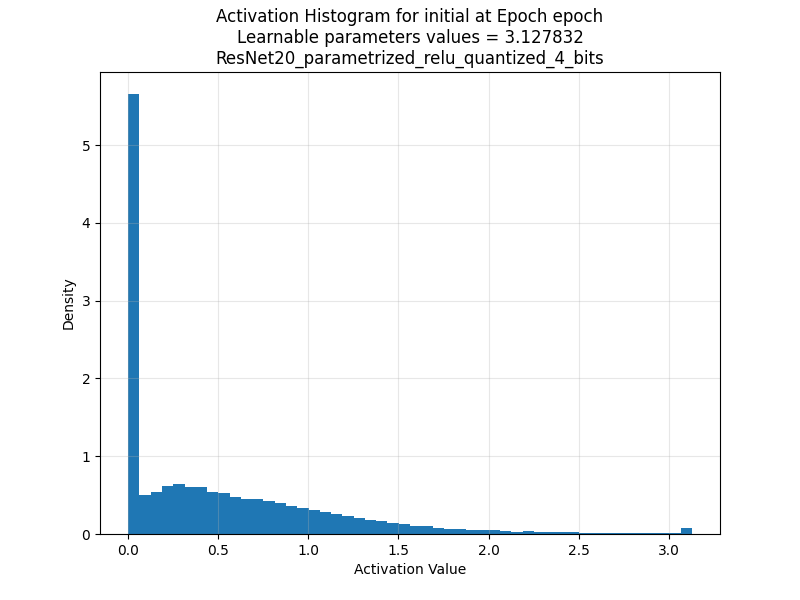 Activation Histogram for initial at Epoch epoch
Learnable parameters values = 3.127832
ResNet20_parametrized_relu_quantized_4_bits
5
4
3
2
1
0
Density
0.0 0.5 1.0 1.5 2.0 2.5 3.0
Activation Value